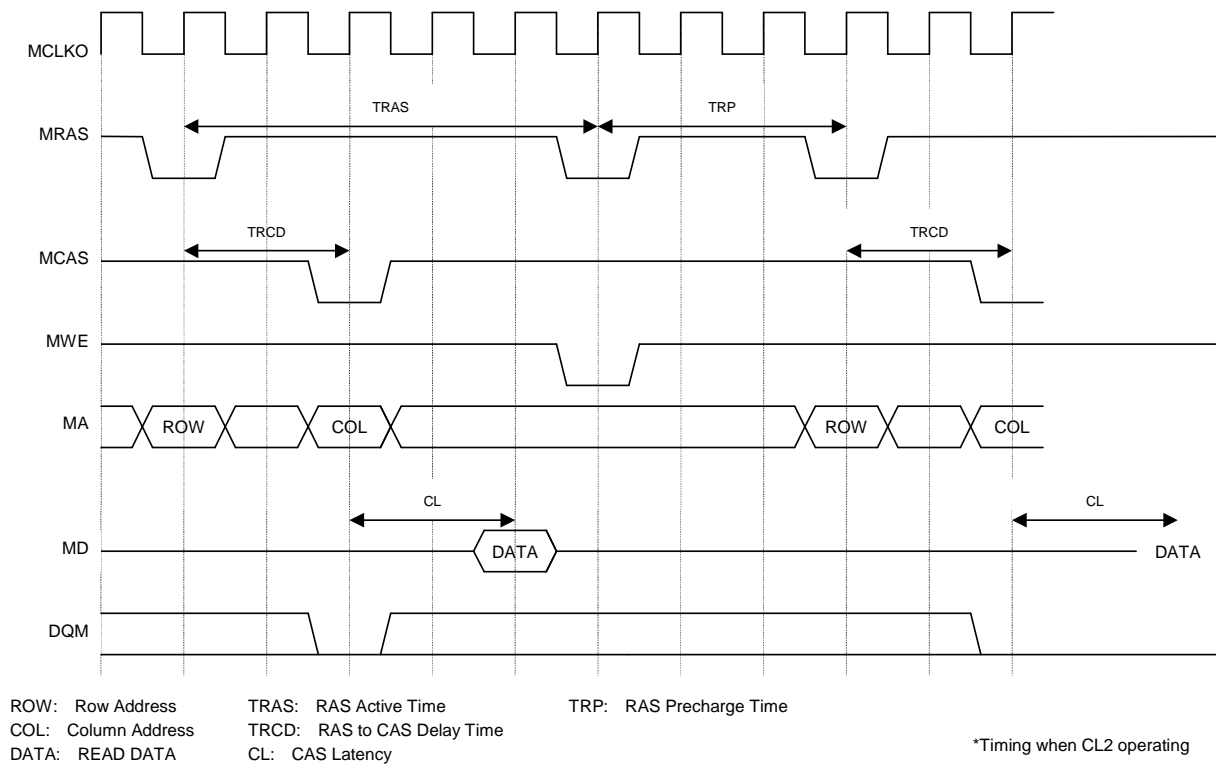 MCLKO
TRAS TRP
MRAS
TRCD TRCD
MCAS
MWE
MA ROW COL ROW COL
CL CL
MD DATA DATA
DQM
ROW: Row Address TRAS: RAS Active Time TRP: RAS Precharge Time
COL: Column Address TRCD: RAS to CAS Delay Time
DATA: READ DATA CL: CAS Latency
*Timing when CL2 operating